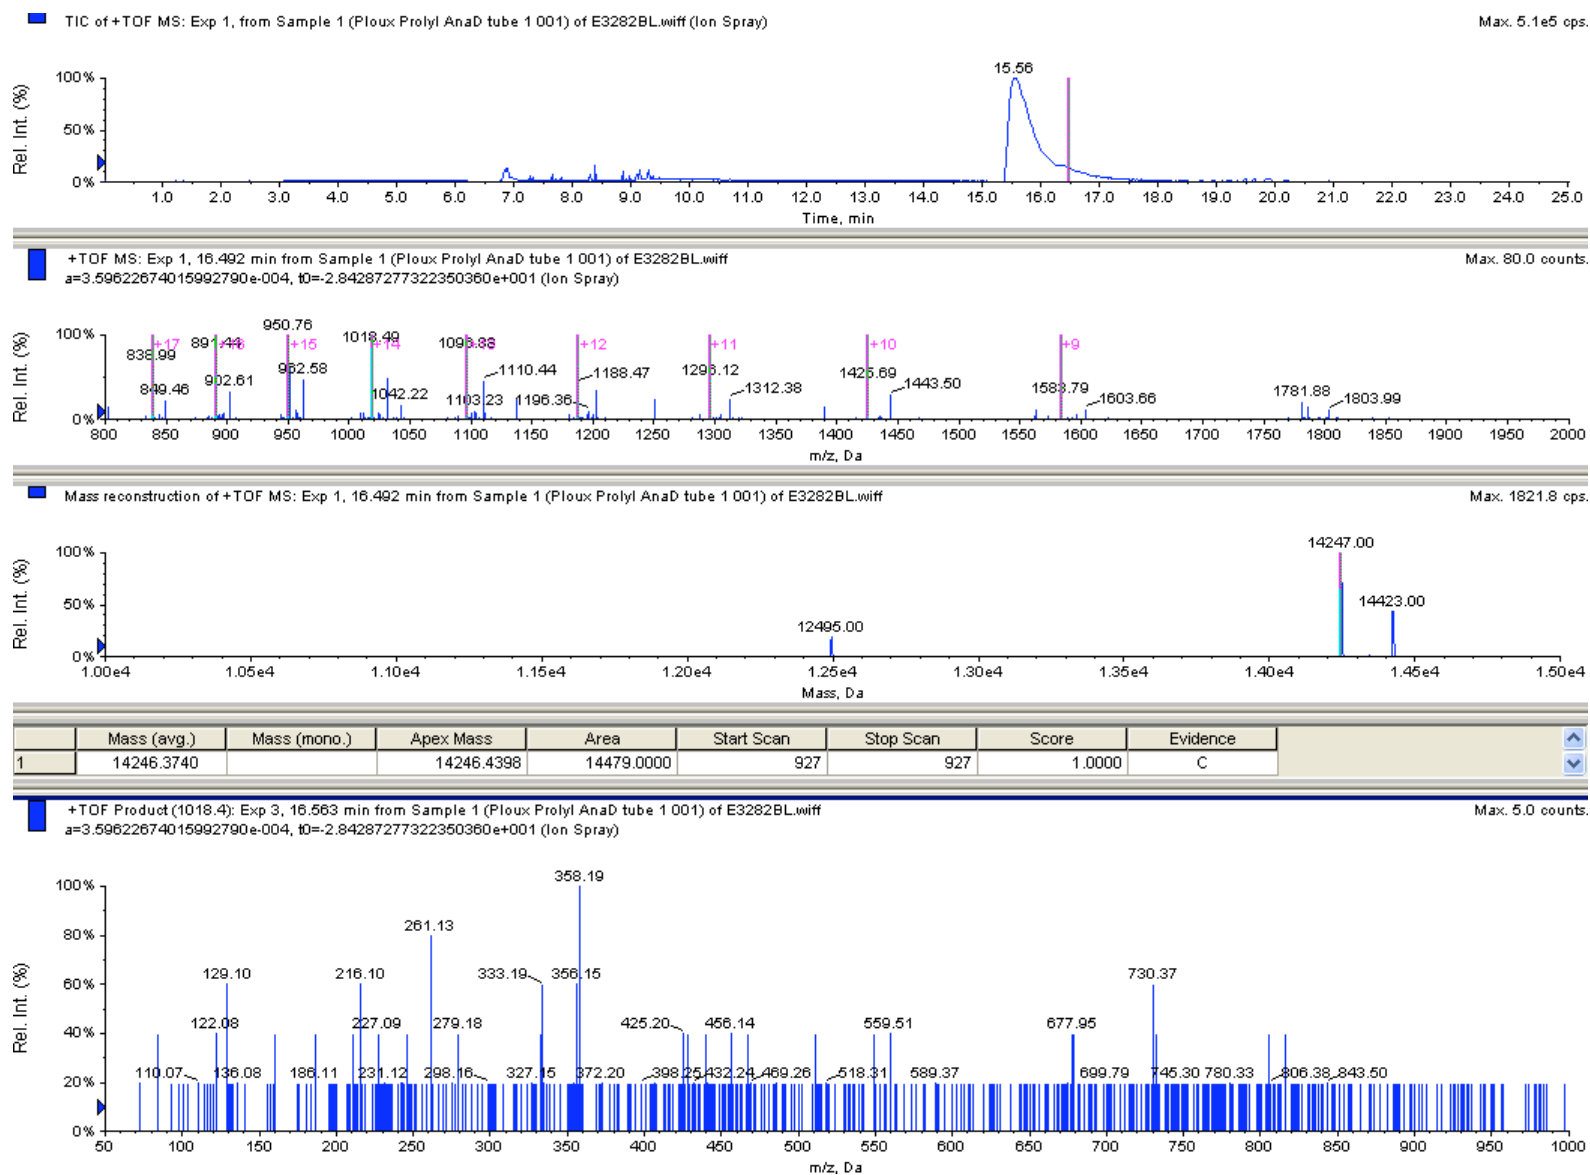 TIC of +TOF MS: Exp 1, from Sample 1 (Ploux Prolyl AnaD tube 1 001) of E3282BL.wiff (Ion Spray)
Max. 5.1e5 cps.
Rel. Int. (%)
100%
50%
0%
15.56
1.0 2.0 3.0 4.0 5.0 6.0 7.0 8.0 9.0 10.0 11.0 12.0 13.0 14.0 15.0 16.0 17.0 18.0 19.0 20.0 21.0 22.0 23.0 24.0 25.0
Time, min
+TOF MS: Exp 1, 16.492 min from Sample 1 (Ploux Prolyl AnaD tube 1 001) of E3282BL.wiff
a=3.59622674015992790e-004, t0=-2.84287277322350360e+001 (Ion Spray)
Max. 80.0 counts.
Rel. Int. (%)
100%
50%
0%
838.99 +17 849.46 891.44 902.61 950.76 +15 962.58 1018.49 +14 1042.22 1103.23 1110.44 1188.47 +12 1196.36 1296.12 +11 1312.38 1425.69 +10 1443.50 1583.79 +9 1603.66 1781.88 1803.99
800 850 900 950 1000 1050 1100 1150 1200 1250 1300 1350 1400 1450 1500 1550 1600 1650 1700 1750 1800 1850 1900 1950 2000
m/z, Da
Mass reconstruction of +TOF MS: Exp 1, 16.492 min from Sample 1 (Ploux Prolyl AnaD tube 1 001) of E3282BL.wiff
Max. 1821.8 cps.
Rel. Int. (%)
100%
50%
0%
12495.00 14247.00 14423.00
1.00e4 1.05e4 1.10e4 1.15e4 1.20e4 1.25e4 1.30e4 1.35e4 1.40e4 1.45e4 1.50e4
Mass, Da
Mass (avg.) Mass (mono.) Apex Mass Area Start Scan Stop Scan Score Evidence
1 14246.3740 14246.4398 14479.0000 927 927 1.0000 C
+TOF Product (1018.4): Exp 3, 16.563 min from Sample 1 (Ploux Prolyl AnaD tube 1 001) of E3282BL.wiff
a=3.59622674015992790e-004, t0=-2.84287277322350360e+001 (Ion Spray)
Max. 5.0 counts.
Rel. Int. (%)
100%
80%
60%
40%
20%
0%
358.19
261.13
129.10 216.10 333.19 356.15 730.37
122.08 227.09 279.18 425.20 456.14 559.51 677.95
110.07 136.08 186.11 231.12 298.16 327.15 372.20 398.25 432.24 469.26 518.31 589.37 699.79 745.30 780.33 806.38 843.50
50 100 150 200 250 300 350 400 450 500 550 600 650 700 750 800 850 900 950 1000
m/z, Da